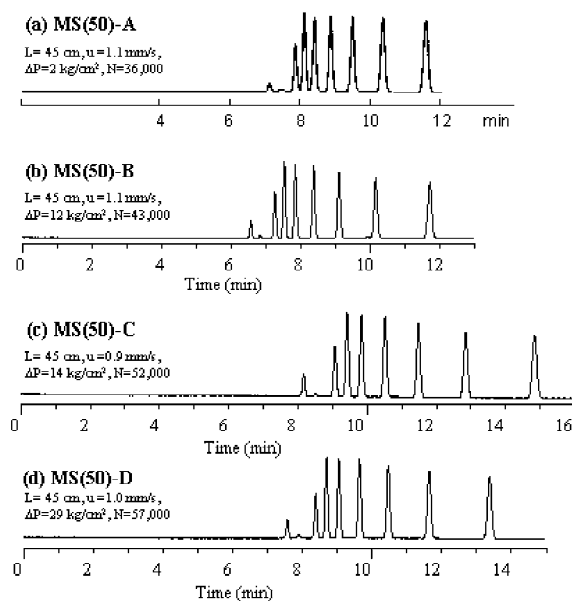 (a) MS(50)-A
L= 45 cm, u=1.1mm/s,
ΔP=2 kg/cm², N=36,000
4 6 8 10 12 min
(b) MS(50)-B
L= 45 cm, u=1.1mm/s,
ΔP=12 kg/cm², N=43,000
0 2 4 6 8 10 12
Time (min)
(c) MS(50)-C
L= 45 cm, u=0.9 mm/s,
ΔP=14 kg/cm², N=52,000
0 2 4 6 8 10 12 14 16
Time (min)
(d) MS(50)-D
L= 45 cm, u=1.0 mm/s,
ΔP=29 kg/cm², N=57,000
0 2 4 6 8 10 12 14
Time (min)